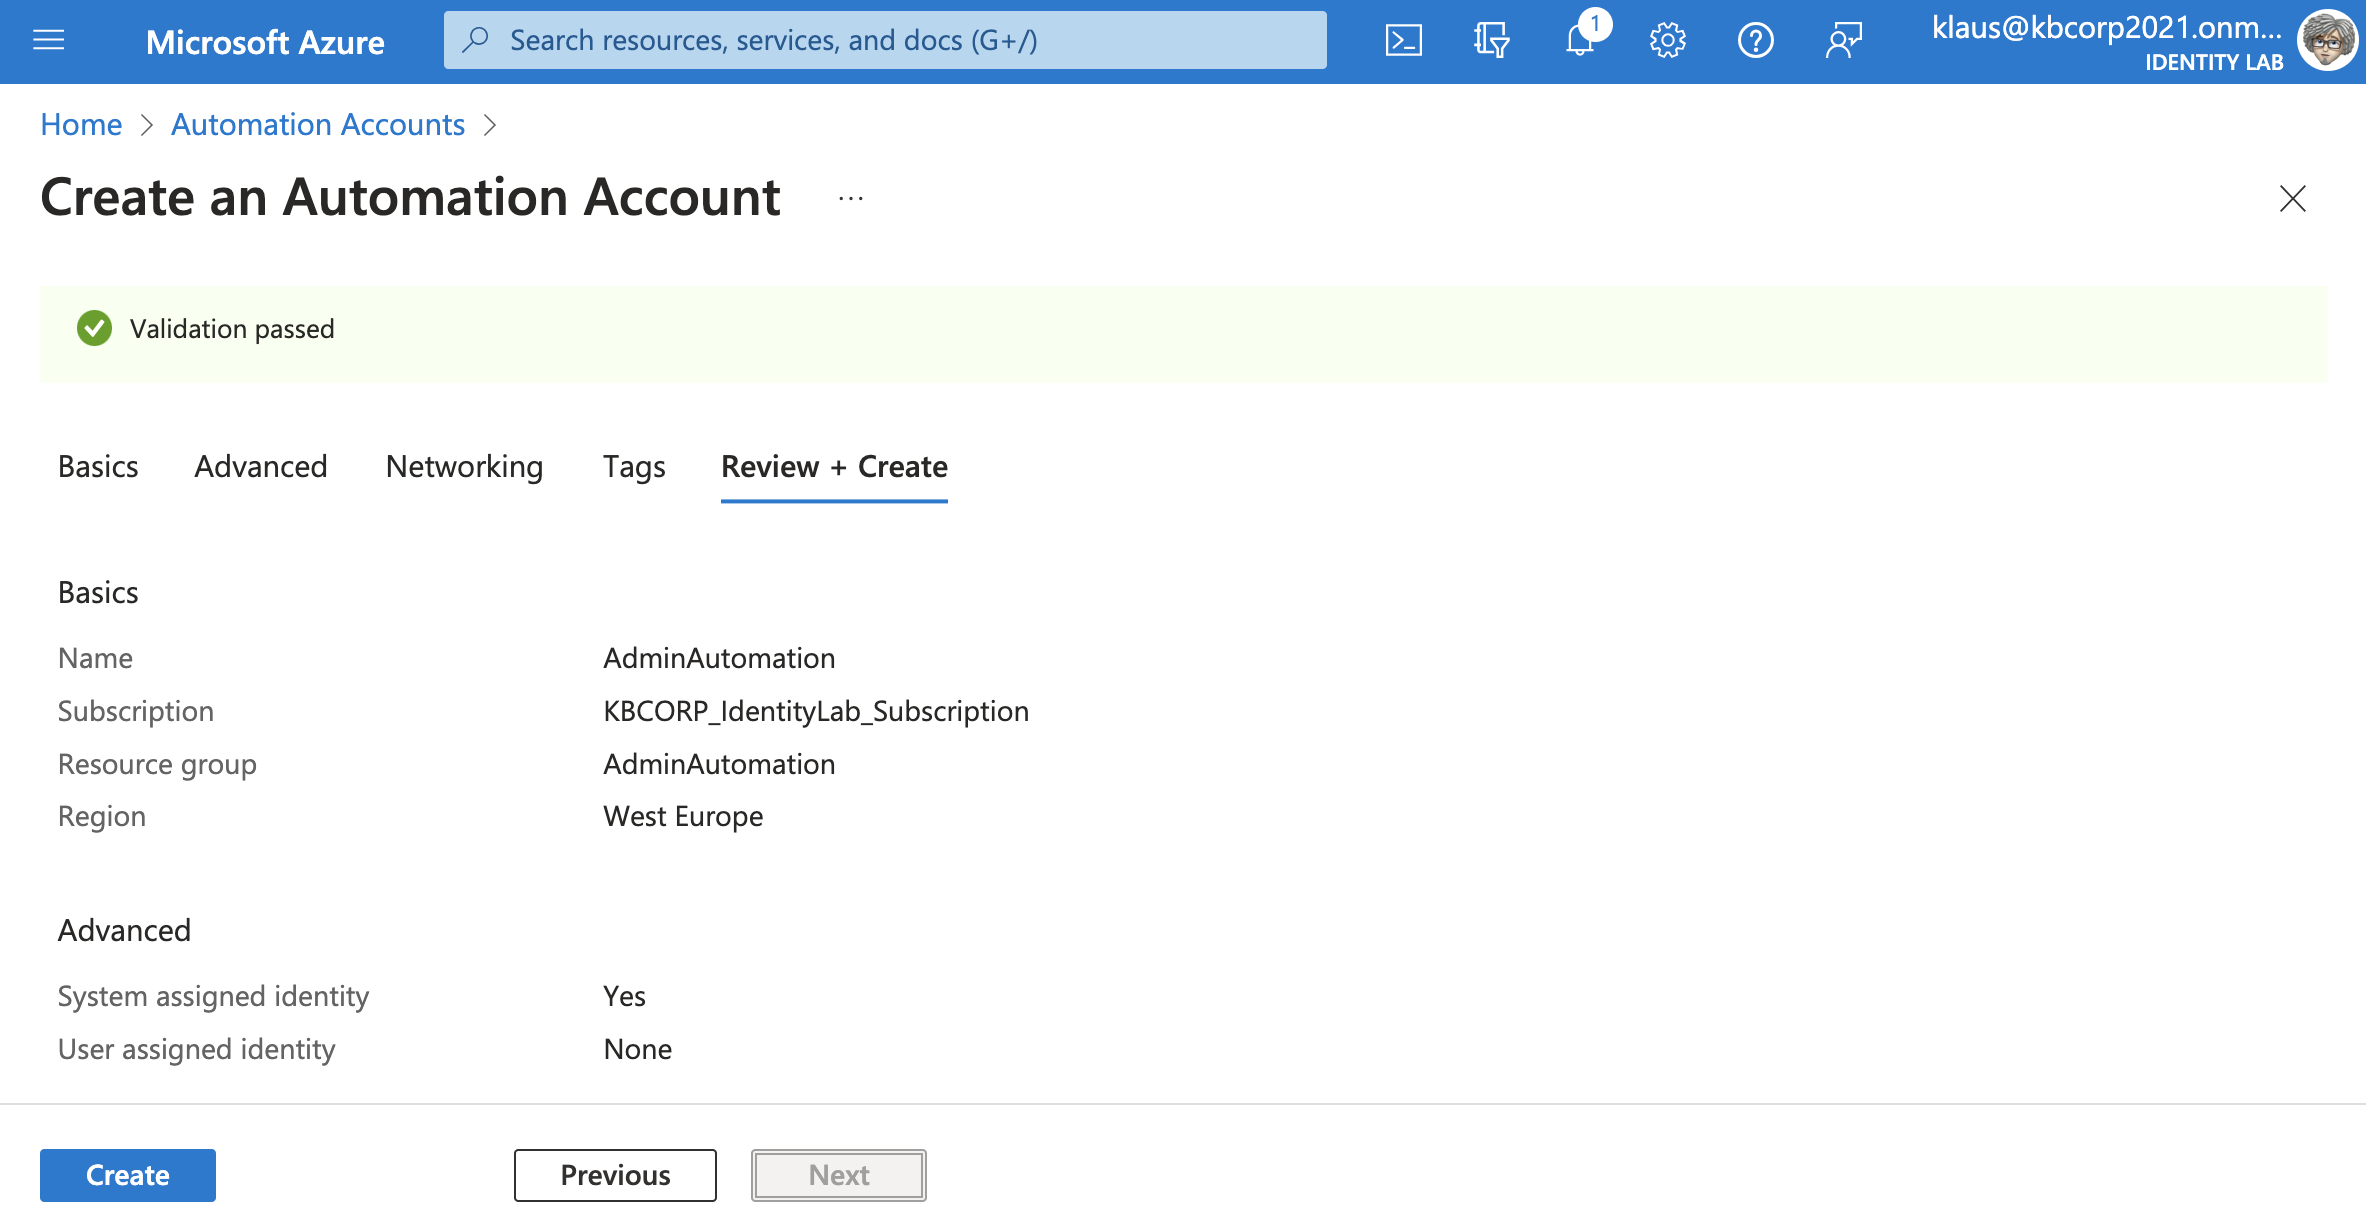 Microsoft Azure
Search resources, services, and docs (G+/)
1
klaus@kbcorp2021.onm...
IDENTITY LAB
Home > Automation Accounts >
Create an Automation Account ...
Validation passed
Basics Advanced Networking Tags Review + Create
Basics
Name AdminAutomation
Subscription KBCORP_IdentityLab_Subscription
Resource group AdminAutomation
Region West Europe
Advanced
System assigned identity Yes
User assigned identity None
Create Previous Next